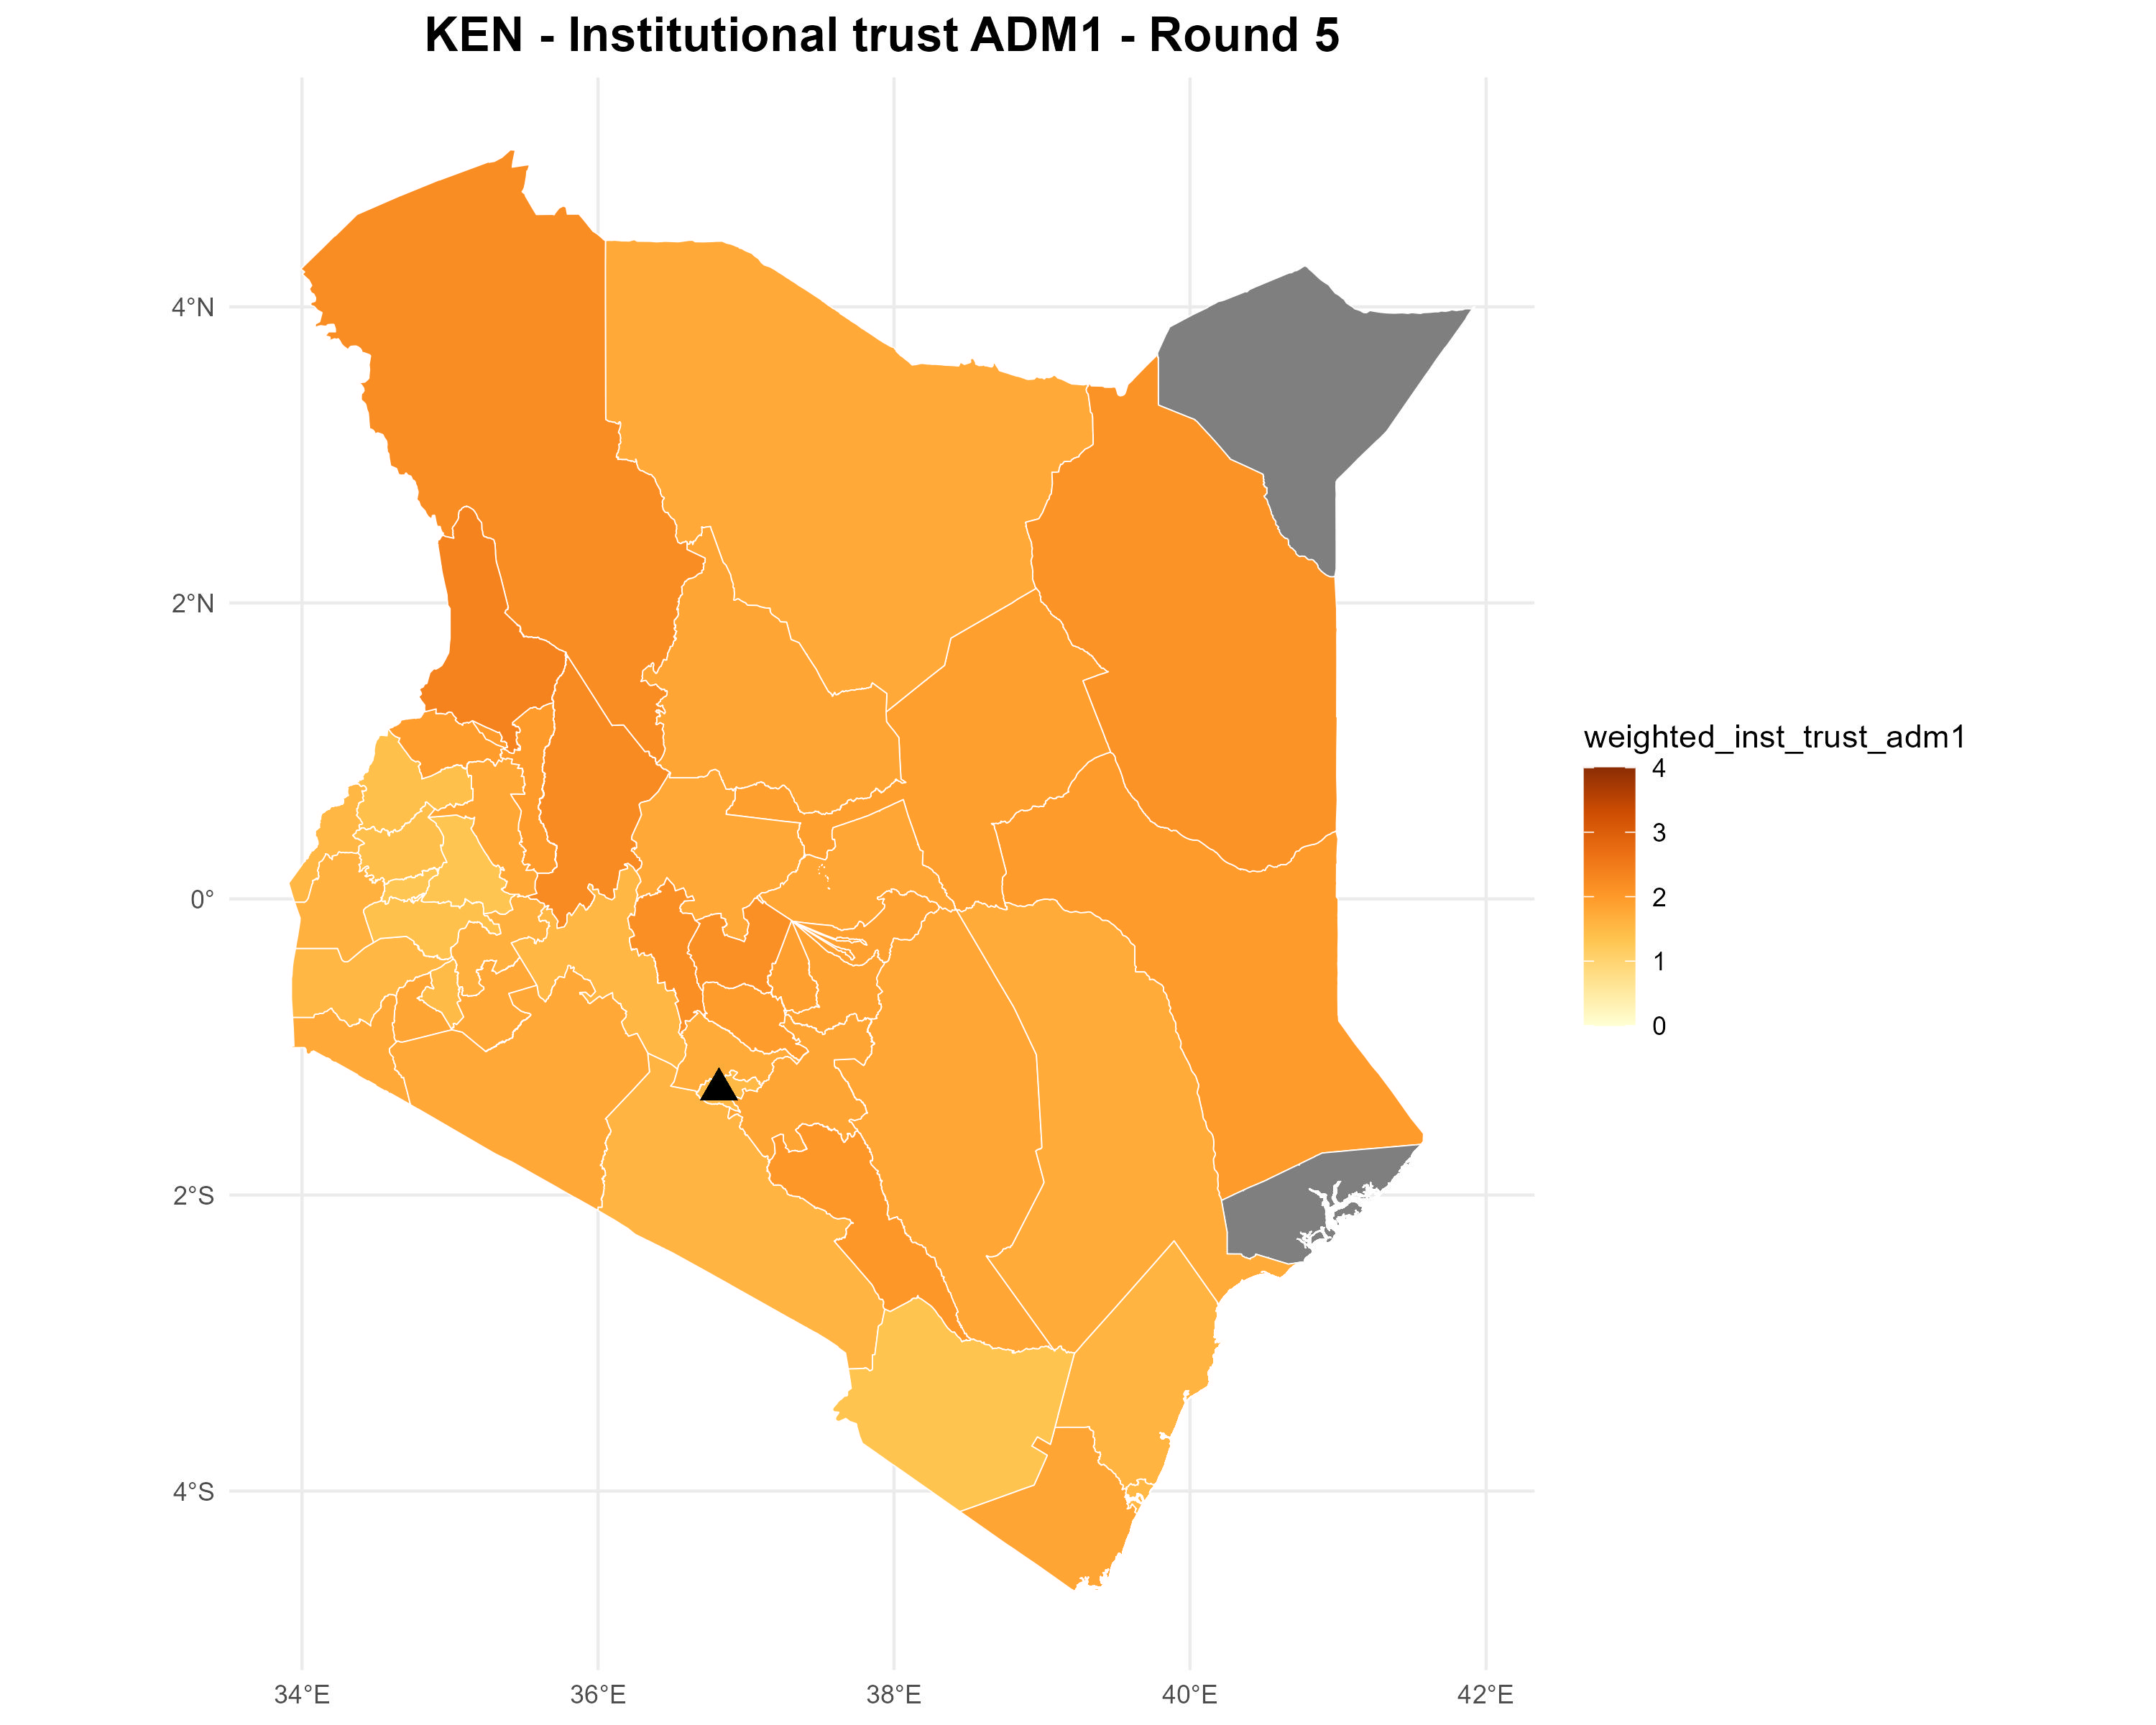 KEN - Institutional trust ADM1 - Round 5
4°N
2°N
0°
2°S
4°S
34°E
36°E
38°E
40°E
42°E
weighted_inst_trust_adm1
4
3
2
1
0